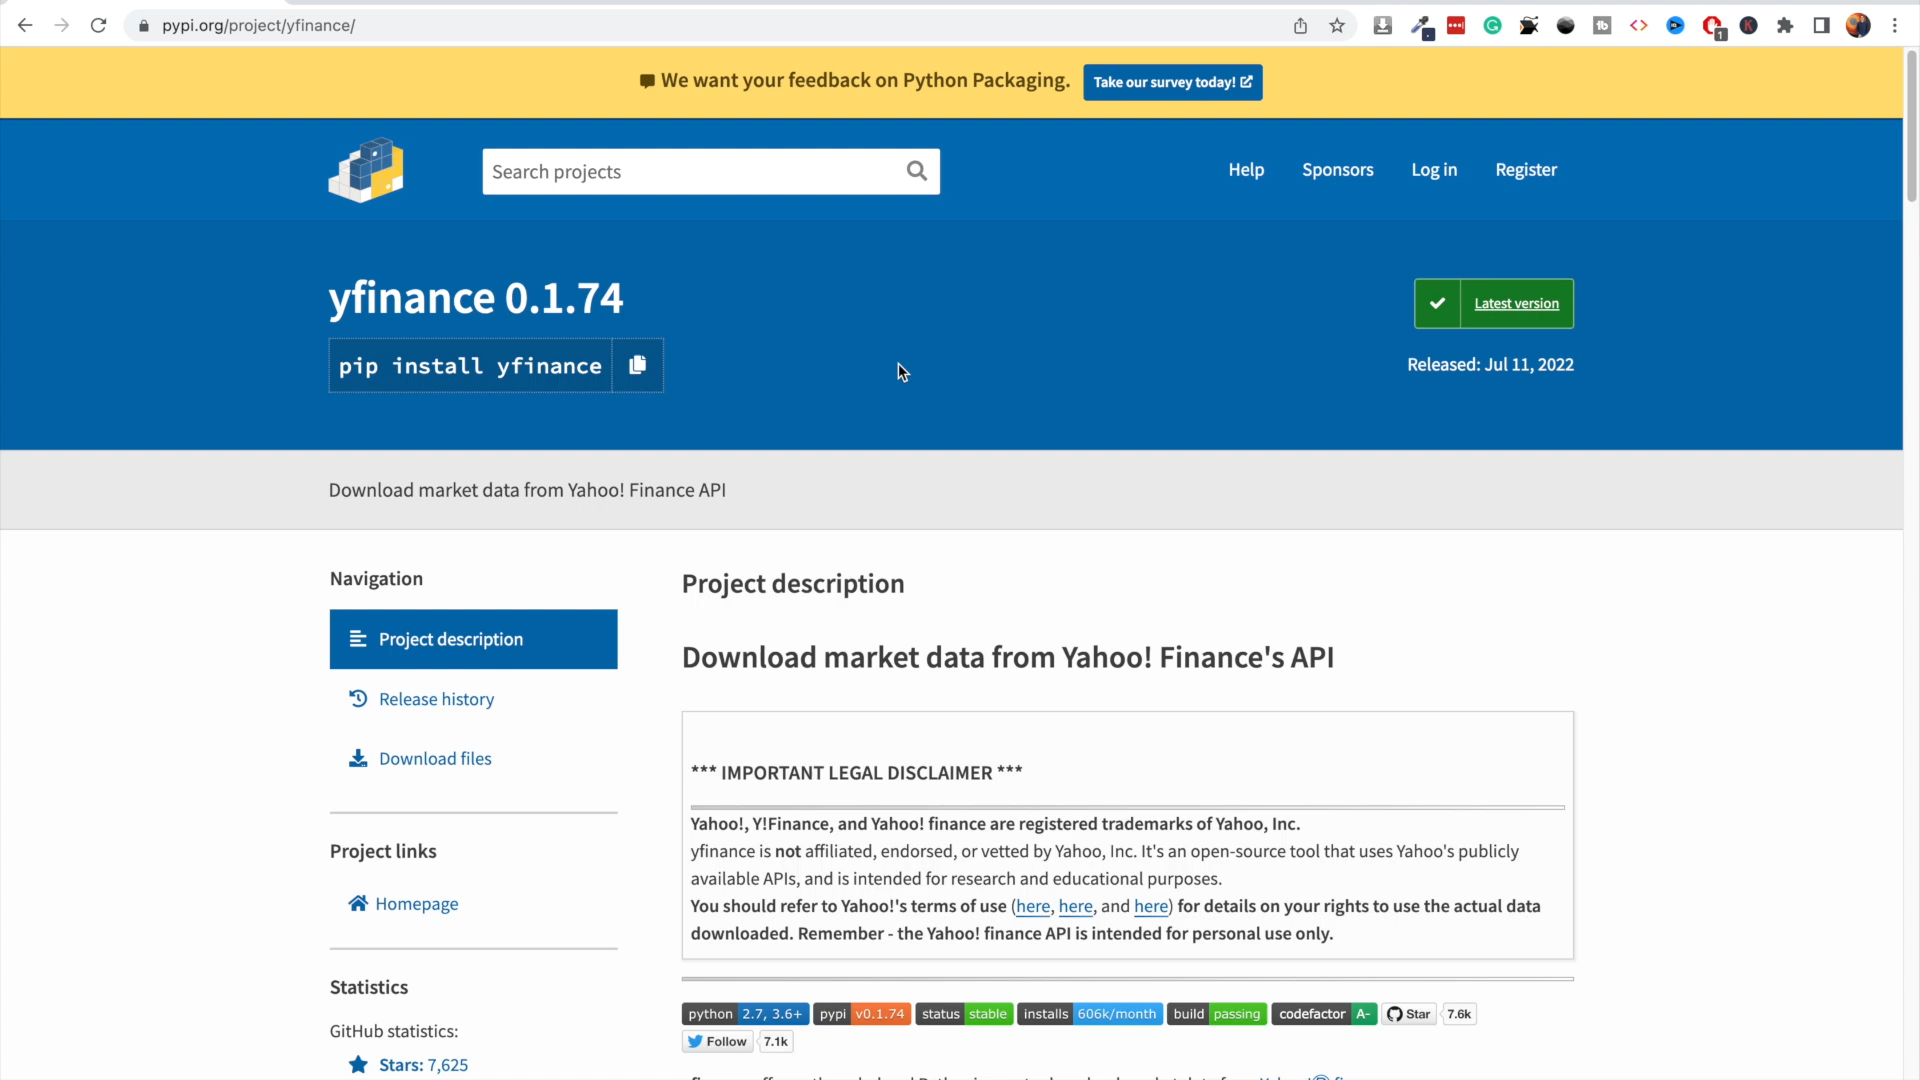 pypi.org/project/yfinance/
1
We want your feedback on Python Packaging. Take our survey today!
Search projects
Help Sponsors Log in Register
yfinance 0.1.74
Latest version
pip install yfinance
Released: Jul 11, 2022
Download market data from Yahoo! Finance API
Navigation
Project description
Release history
Download files
Project links
Homepage
Statistics
GitHub statistics:
Stars: 7,625
Project description
Download market data from Yahoo! Finance's API
*** IMPORTANT LEGAL DISCLAIMER ***
Yahoo!, Y!Finance, and Yahoo! finance are registered trademarks of Yahoo, Inc.
yfinance is not affiliated, endorsed, or vetted by Yahoo, Inc. It's an open-source tool that uses Yahoo's publicly
available APIs, and is intended for research and educational purposes.
You should refer to Yahoo!'s terms of use (here, here, and here) for details on your rights to use the actual data
downloaded. Remember - the Yahoo! finance API is intended for personal use only.
python 2.7, 3.6+ pypi v0.1.74 status stable installs 606k/month build passing codefactor A- Star 7.6k
Follow 7.1k